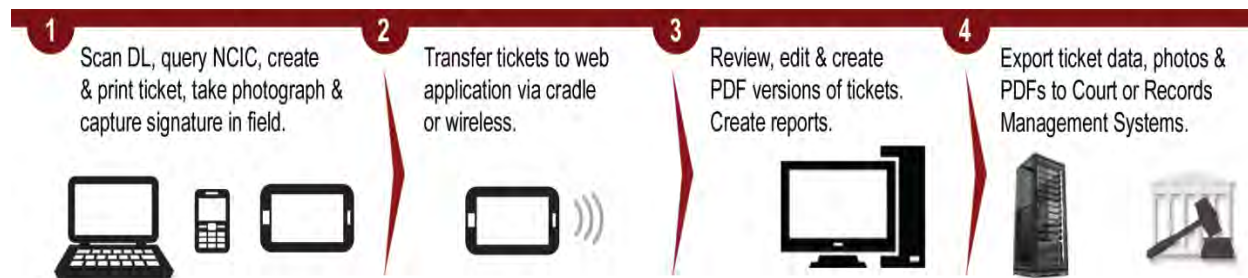 1
Scan DL, query NCIC, create
& print ticket, take photograph &
capture signature in field.
2
Transfer tickets to web
application via cradle
or wireless.
3
Review, edit & create
PDF versions of tickets.
Create reports.
4
Export ticket data, photos &
PDFs to Court or Records
Management Systems.